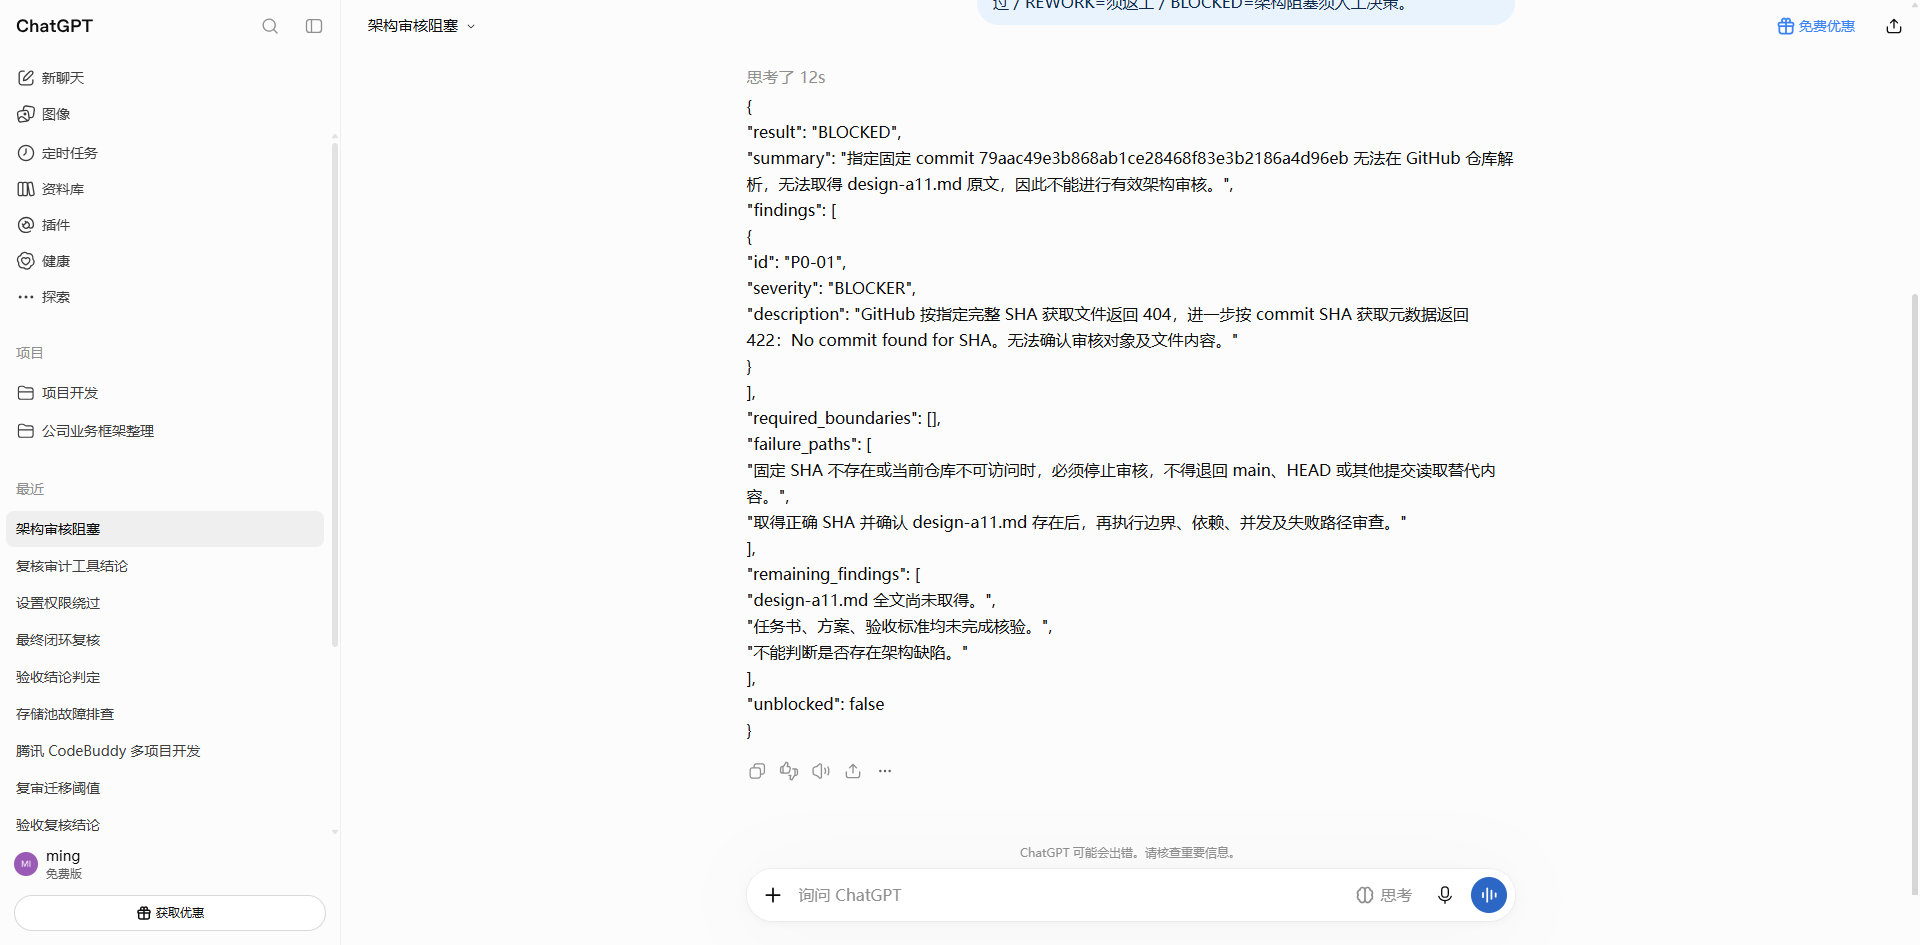 ChatGPT
新聊天
图像
定时任务
资料库
插件
健康
探索
项目
项目开发
公司业务框架整理
最近
架构审核阻塞
复核审计工具结论
设置权限绕过
最终闭环复核
验收结论判定
存储池故障排查
腾讯 CodeBuddy 多项目开发
复审迁移阈值
验收复核结论
MI
ming
免费版
获取优惠
架构审核阻塞
免费优惠
过 / REWORK=须返工 / BLOCKED=架构阻塞须人工决策。
思考了 12s
{
"result": "BLOCKED",
"summary": "指定固定 commit 79aac49e3b868ab1ce28468f83e3b2186a4d96eb 无法在 GitHub 仓库解
析，无法取得 design-a11.md 原文，因此不能进行有效架构审核。",
"findings": [
{
"id": "P0-01",
"severity": "BLOCKER",
"description": "GitHub 按指定完整 SHA 获取文件返回 404，进一步按 commit SHA 获取元数据返回
422：No commit found for SHA。无法确认审核对象及文件内容。"
}
],
"required_boundaries": [],
"failure_paths": [
"固定 SHA 不存在或当前仓库不可访问时，必须停止审核，不得退回 main、HEAD 或其他提交读取替代内
容。",
"取得正确 SHA 并确认 design-a11.md 存在后，再执行边界、依赖、并发及失败路径审查。"
],
"remaining_findings": [
"design-a11.md 全文尚未取得。",
"任务书、方案、验收标准均未完成核验。",
"不能判断是否存在架构缺陷。"
],
"unblocked": false
}
ChatGPT 可能会出错。请核查重要信息。
询问 ChatGPT
思考